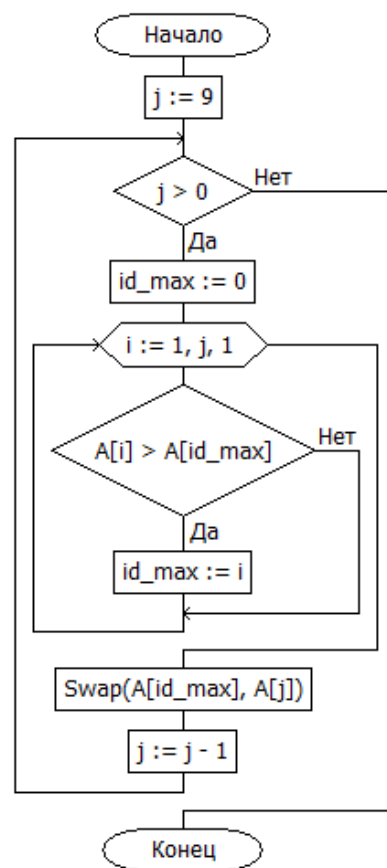 Начало
j := 9
j > 0
Нет
Да
id_max := 0
i := 1, j, 1
A[i] > A[id_max]
Нет
Да
id_max := i
Swap(A[id_max], A[j])
j := j - 1
Конец